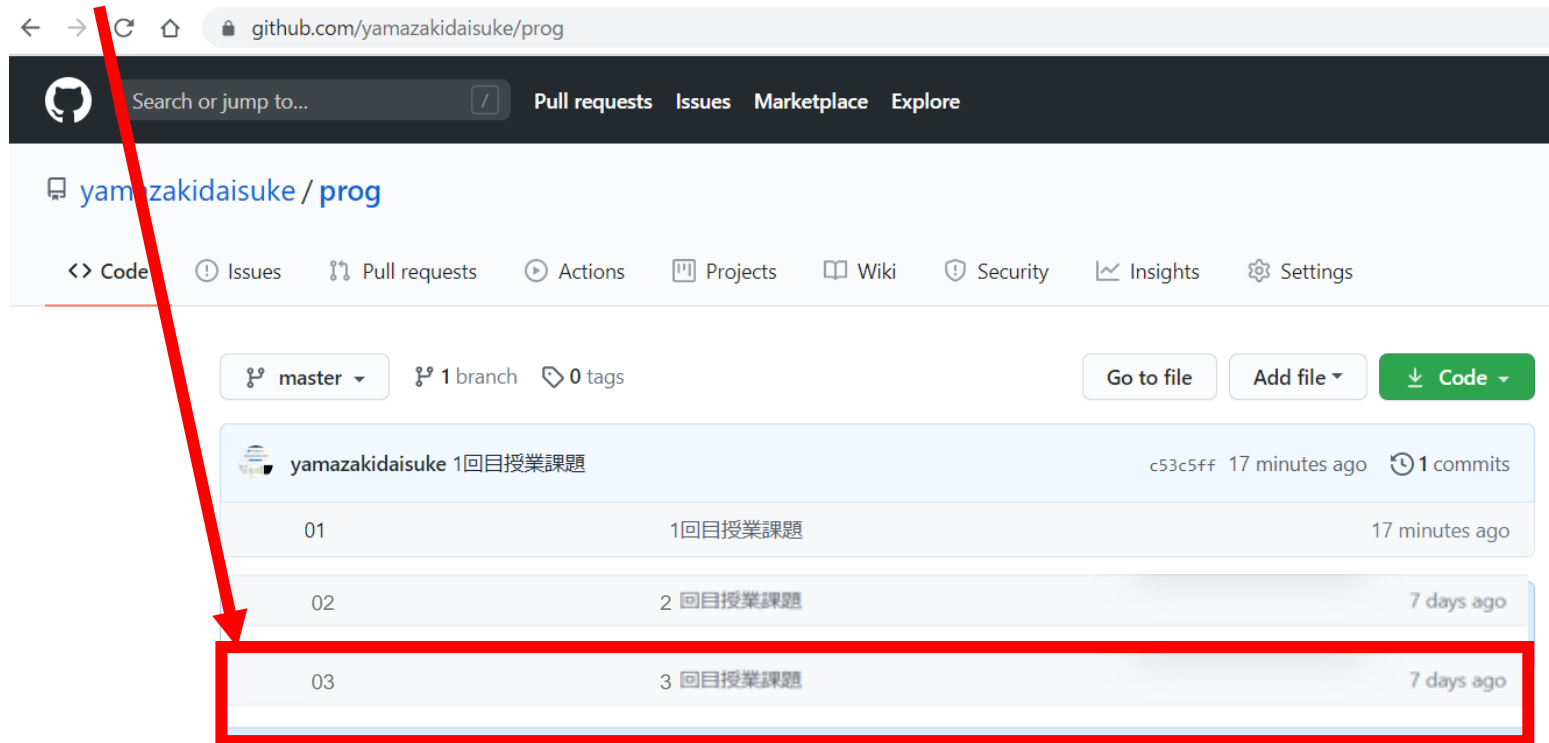 github.com/yamazakidaisuke/prog
Search or jump to... / Pull requests Issues Marketplace Explore
yamazakidaisuke / prog
<> Code Issues Pull requests Actions Projects Wiki Security Insights Settings
master 1 branch 0 tags Go to file Add file Code
yamazakidaisuke 1回目授業課題 c53c5ff 17 minutes ago 1 commits
01 1回目授業課題 17 minutes ago
02 2 回目授業課題 7 days ago
03 3 回目授業課題 7 days ago